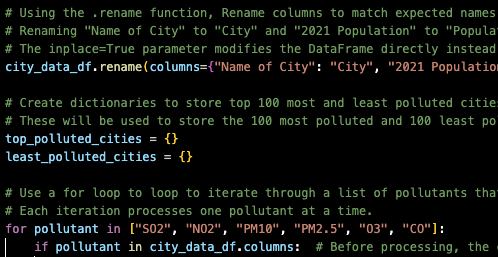 # Using the .rename function, Rename columns to match expected names
# Renaming "Name of City" to "City" and "2021 Population" to "Popula
# The inplace=True parameter modifies the DataFrame directly instead
city_data_df.rename(columns={"Name of City": "City", "2021 Populatio
# Create dictionaries to store top 100 most and least polluted citie
# These will be used to store the 100 most polluted and 100 least po
top_polluted_cities = {}
least_polluted_cities = {}
# Use a for loop to loop to iterate through a list of pollutants tha
# Each iteration processes one pollutant at a time.
for pollutant in ["SO2", "NO2", "PM10", "PM2.5", "O3", "CO"]:
    if pollutant in city_data_df.columns:  # Before processing, the